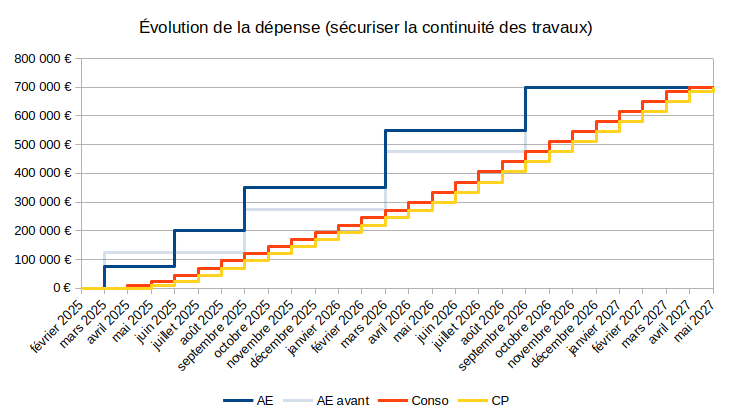 Évolution de la dépense (sécuriser la continuité des travaux)
800 000 €
700 000 €
600 000 €
500 000 €
400 000 €
300 000 €
200 000 €
100 000 €
0 €
février 2025
mars 2025
avril 2025
mai 2025
juin 2025
juillet 2025
août 2025
septembre 2025
octobre 2025
novembre 2025
décembre 2025
janvier 2026
février 2026
mars 2026
avril 2026
mai 2026
juin 2026
juillet 2026
août 2026
septembre 2026
octobre 2026
novembre 2026
décembre 2026
janvier 2027
février 2027
mars 2027
avril 2027
mai 2027
AE
AE avant
Conso
CP